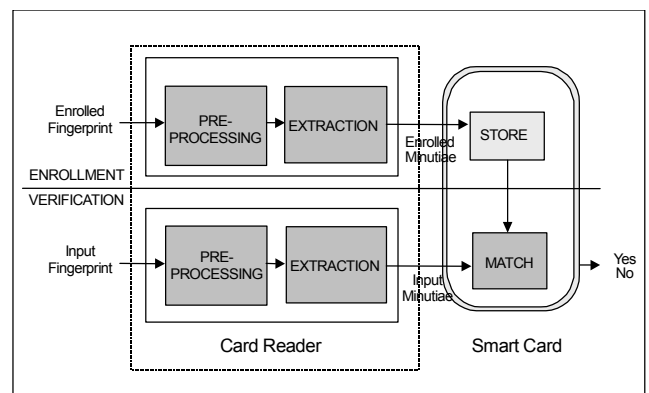 Enrolled
Fingerprint
PRE-
PROCESSING
EXTRACTION
Enrolled
Minutiae
STORE
ENROLLMENT
VERIFICATION
Input
Fingerprint
PRE-
PROCESSING
EXTRACTION
Input
Minutiae
MATCH
Yes
No
Card Reader
Smart Card